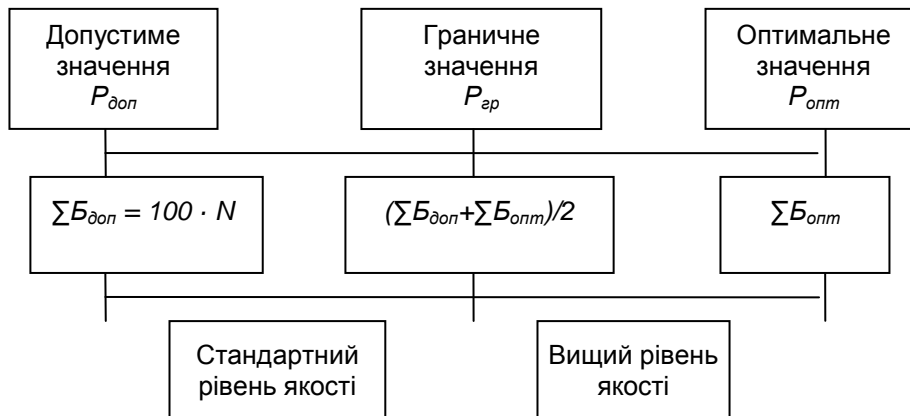 Допустиме
значення
Pдоп
Граничне
значення
Pгр
Оптимальне
значення
Pопт
∑Бдоп = 100 · N
(∑Бдоп+∑Бопт)/2
∑Бопт
Стандартний
рівень якості
Вищий рівень
якості